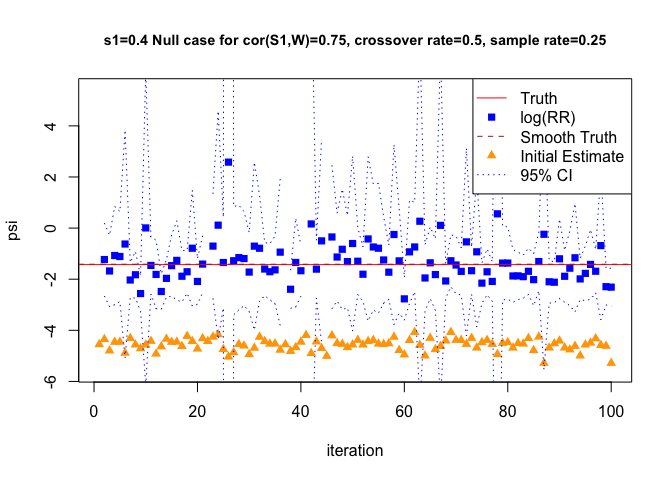 s1=0.4 Null case for cor(S1,W)=0.75, crossover rate=0.5, sample rate=0.25
Truth
log(RR)
Smooth Truth
Initial Estimate
95% CI
4
2
0
-2
-4
-6
psi
0 20 40 60 80 100
iteration